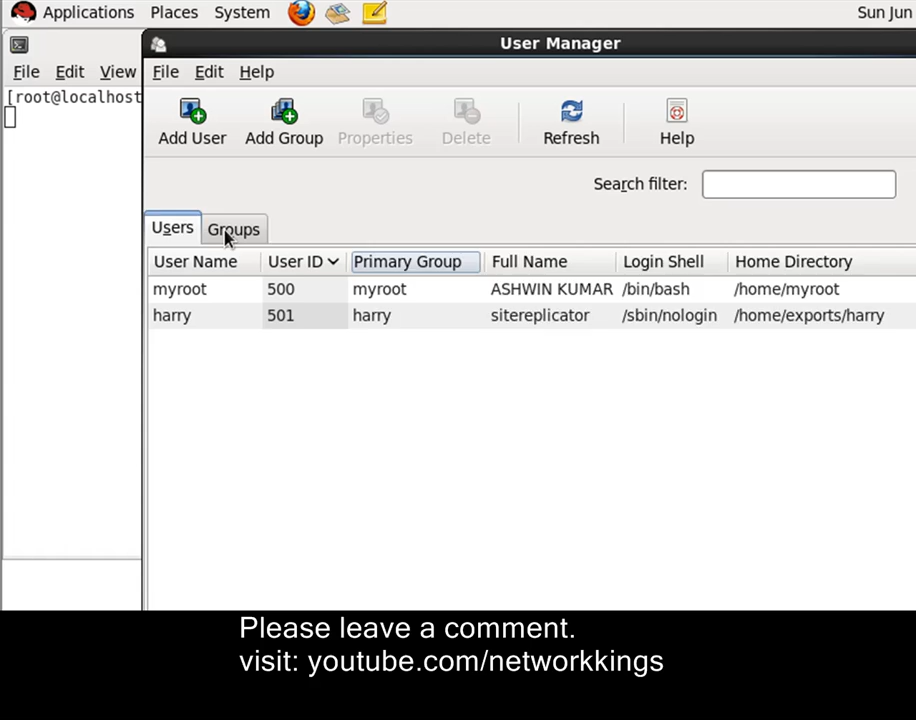 Applications Places System Sun Jun
User Manager
File Edit View
File Edit Help
[root@localhost
Add User Add Group Properties Delete Refresh Help
Search filter:
Users Groups
User Name User ID Primary Group Full Name Login Shell Home Directory
myroot 500 myroot ASHWIN KUMAR /bin/bash /home/myroot
harry 501 harry sitereplicator /sbin/nologin /home/exports/harry
Please leave a comment.
visit: youtube.com/networkkings